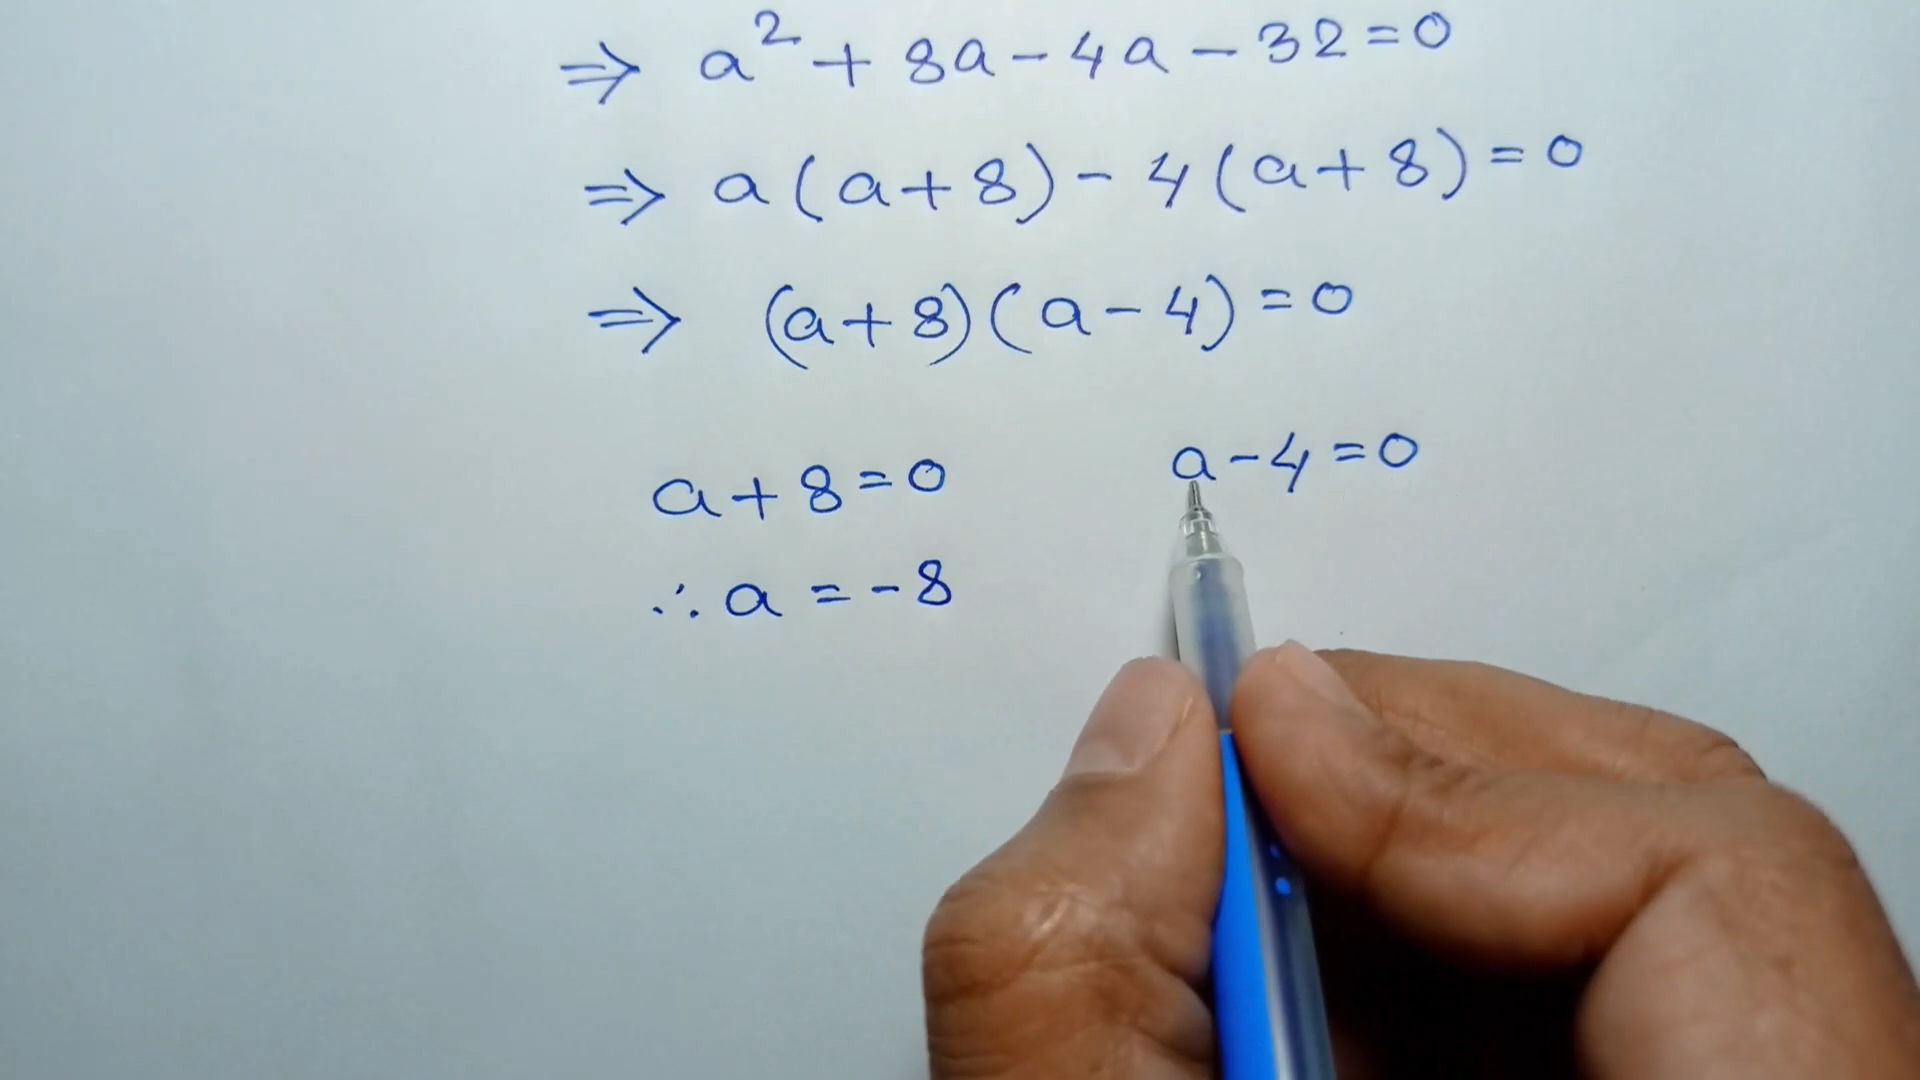 ⇒ a² + 8a - 4a - 32 = 0
⇒ a(a+8) - 4(a+8) = 0
⇒ (a+8)(a-4) = 0
a+8=0 a-4=0
∴ a = -8